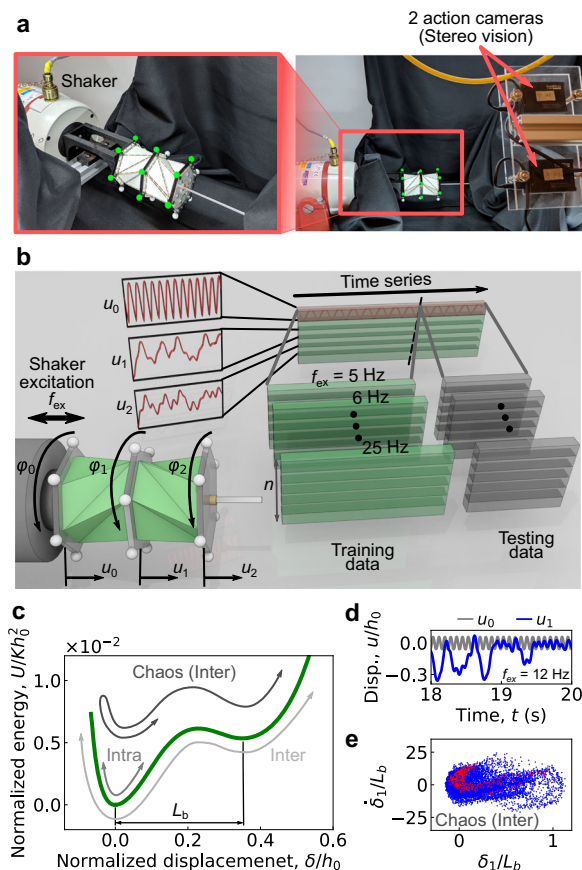 a
Shaker
2 action cameras
(Stereo vision)
b
Time series
u0
u1
u2
Shaker
excitation
fex
fex = 5 Hz
6 Hz
25 Hz
n
φ0
φ1
φ2
u0
u1
u2
Training
data
Testing
data
c
×10⁻²
Normalized energy, U/Kh₀²
1.0
0.5
0.0
Chaos (Inter)
Intra
Inter
Lb
0.0 0.2 0.4 0.6
Normalized displacemenet, δ/h0
d
u0 u1
Disp., u/h0
0.0
−0.3
fex = 12 Hz
18 19 20
Time, t (s)
e
δ̇1/Lb
25
0
−25
Chaos (Inter)
0 1
δ1/Lb